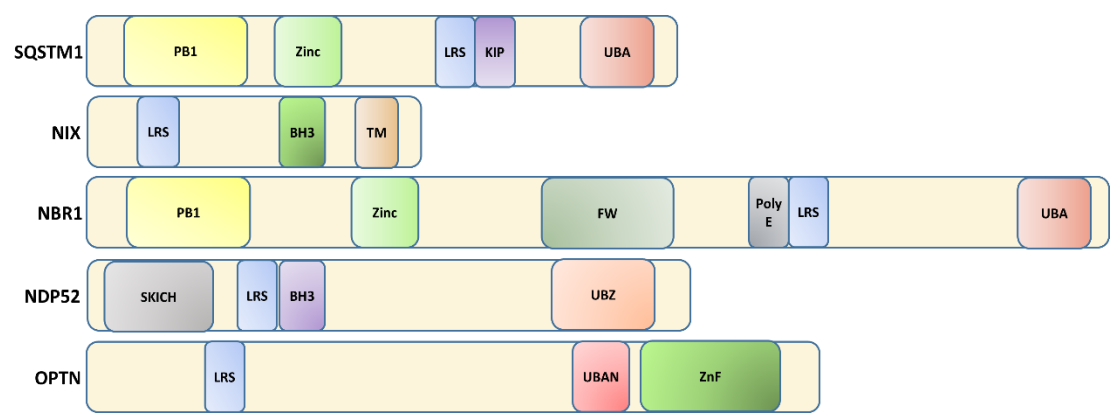 SQSTM1 PB1 Zinc LRS KIP UBA
NIX LRS BH3 TM
NBR1 PB1 Zinc FW Poly E LRS UBA
NDP52 SKICH LRS BH3 UBZ
OPTN LRS UBAN ZnF